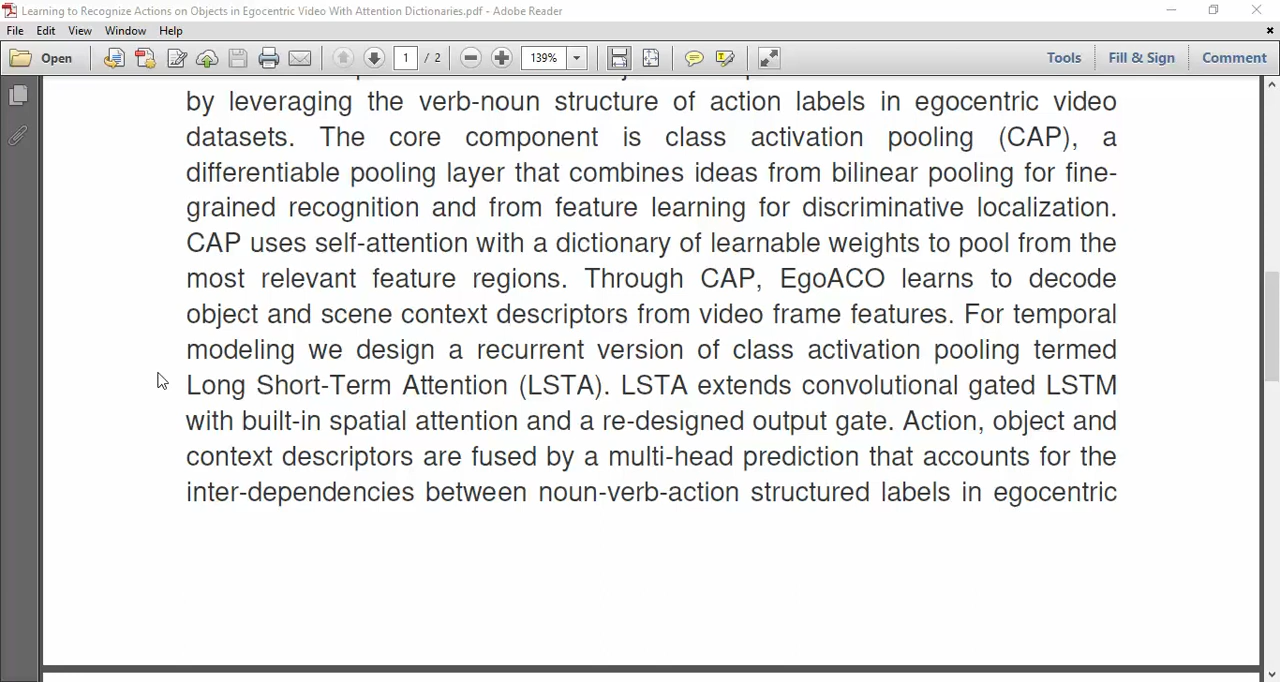 Learning to Recognize Actions on Objects in Egocentric Video With Attention Dictionaries.pdf - Adobe Reader
File Edit View Window Help
Open 1 / 2 139% Tools Fill & Sign Comment
by leveraging the verb-noun structure of action labels in egocentric video
datasets. The core component is class activation pooling (CAP), a
differentiable pooling layer that combines ideas from bilinear pooling for fine-
grained recognition and from feature learning for discriminative localization.
CAP uses self-attention with a dictionary of learnable weights to pool from the
most relevant feature regions. Through CAP, EgoACO learns to decode
object and scene context descriptors from video frame features. For temporal
modeling we design a recurrent version of class activation pooling termed
Long Short-Term Attention (LSTA). LSTA extends convolutional gated LSTM
with built-in spatial attention and a re-designed output gate. Action, object and
context descriptors are fused by a multi-head prediction that accounts for the
inter-dependencies between noun-verb-action structured labels in egocentric